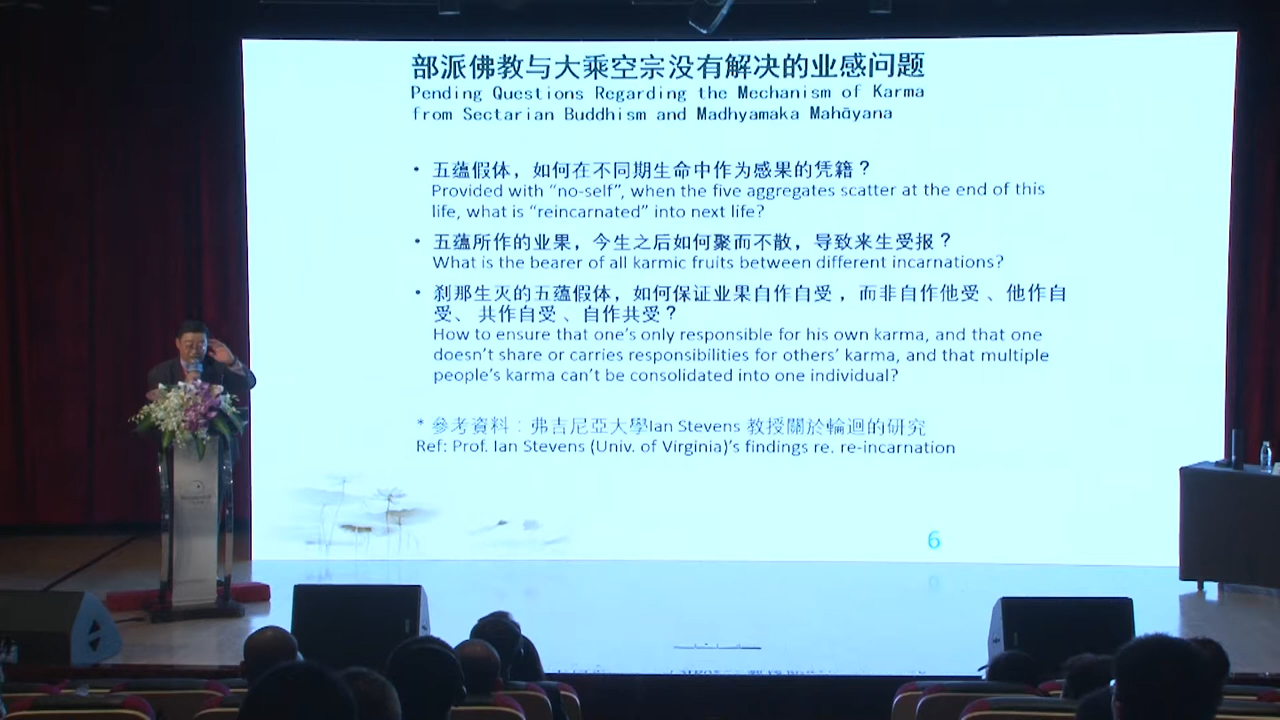 部派佛教与大乘空宗没有解决的业感问题
Pending Questions Regarding the Mechanism of Karma
from Sectarian Buddhism and Madhyamaka Mahāyana
• 五蕴假体，如何在不同期生命中作为感果的凭籍？
Provided with “no-self”, when the five aggregates scatter at the end of this
life, what is “reincarnated” into next life?
• 五蕴所作的业果，今生之后如何聚而不散，导致来生受报？
What is the bearer of all karmic fruits between different incarnations?
• 刹那生灭的五蕴假体，如何保证业果自作自受 ，而非自作他受 、他作自
受、 共作自受 、自作共受？
How to ensure that one’s only responsible for his own karma, and that one
doesn’t share or carries responsibilities for others’ karma, and that multiple
people’s karma can’t be consolidated into one individual?
* 參考資料：弗吉尼亞大學Ian Stevens 教授關於輪迴的研究
Ref: Prof. Ian Stevens (Univ. of Virginia)’s findings re. re-incarnation
6